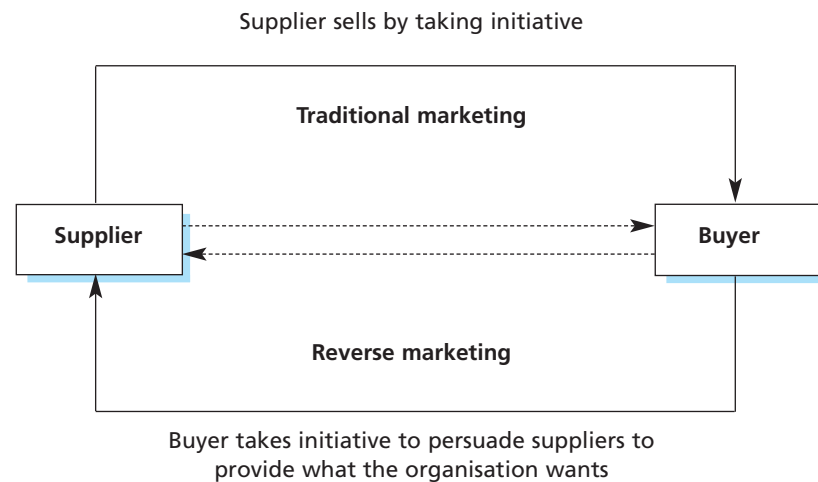 Supplier sells by taking initiative
Traditional marketing
Supplier
Buyer
Reverse marketing
Buyer takes initiative to persuade suppliers to
provide what the organisation wants